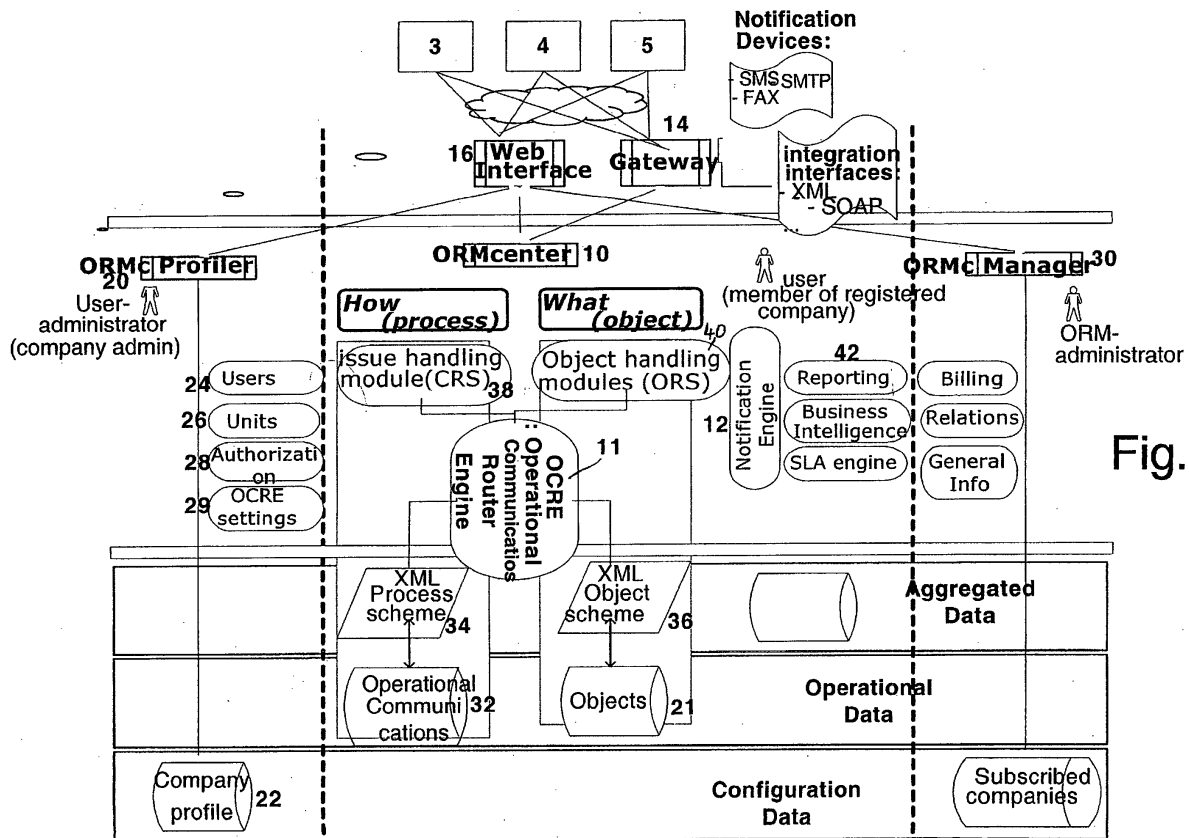 Notification
Devices:
3
4
5
- SMS SMTP
- FAX
14
16
Web
Interface
Gateway
integration
interfaces:
- XML
- SOAP
...
ORMcenter
10
ORMc Profiler
20
ORMc Manager
30
User-
administrator
(company admin)
user
(member of registered
company)
ORM-
administrator
How
(process)
What
(object)
40
issue handling
module(CRS)
38
Object handling
modules (ORS)
42
24
Users
26
Units
28
Authorizati
on
29
OCRE
settings
12
Notification
Engine
Reporting
Business
Intelligence
SLA engine
Billing
Relations
General
Info
Fig.
11
OCRE
: Operational
Communicatios
Router
Engine
XML
Process
scheme
34
XML
Object
scheme
36
Aggregated
Data
Operational
Communi
cations
32
Objects
21
Operational
Data
Company
profile
22
Configuration
Data
Subscribed
companies